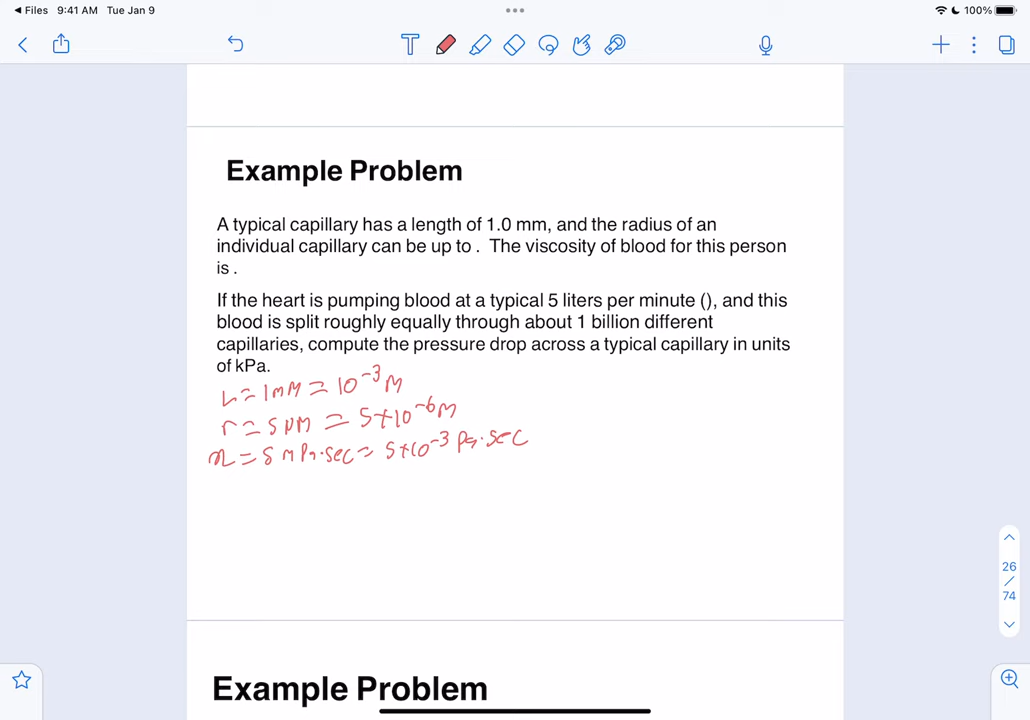 Files 9:41 AM Tue Jan 9 100%
Example Problem
A typical capillary has a length of 1.0 mm, and the radius of an
individual capillary can be up to . The viscosity of blood for this person
is .
If the heart is pumping blood at a typical 5 liters per minute (), and this
blood is split roughly equally through about 1 billion different
capillaries, compute the pressure drop across a typical capillary in units
of kPa.
L = 1mM = 10⁻³ M
r = 5 μM = 5 × 10⁻⁶ M
η = 5 mPa·sec = 5 × 10⁻³ Pa·sec
26
/
74
Example Problem